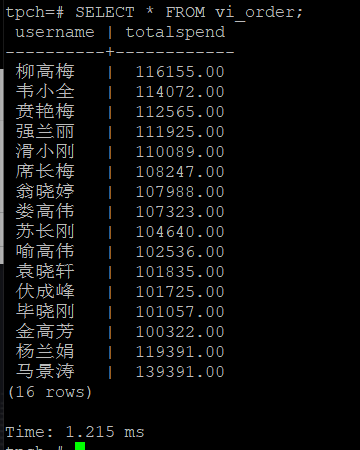 tpch=# SELECT * FROM vi_order;
username | totalspend
----------+------------
柳高梅 | 116155.00
韦小全 | 114072.00
贲艳梅 | 112565.00
强兰丽 | 111925.00
滑小刚 | 110089.00
席长梅 | 108247.00
翁晓婷 | 107988.00
娄高伟 | 107323.00
苏长刚 | 104640.00
喻高伟 | 102536.00
袁晓轩 | 101835.00
伏成峰 | 101725.00
毕晓刚 | 101057.00
金高芳 | 100322.00
杨兰娟 | 119391.00
马景涛 | 139391.00
(16 rows)
Time: 1.215 ms
tpch=#